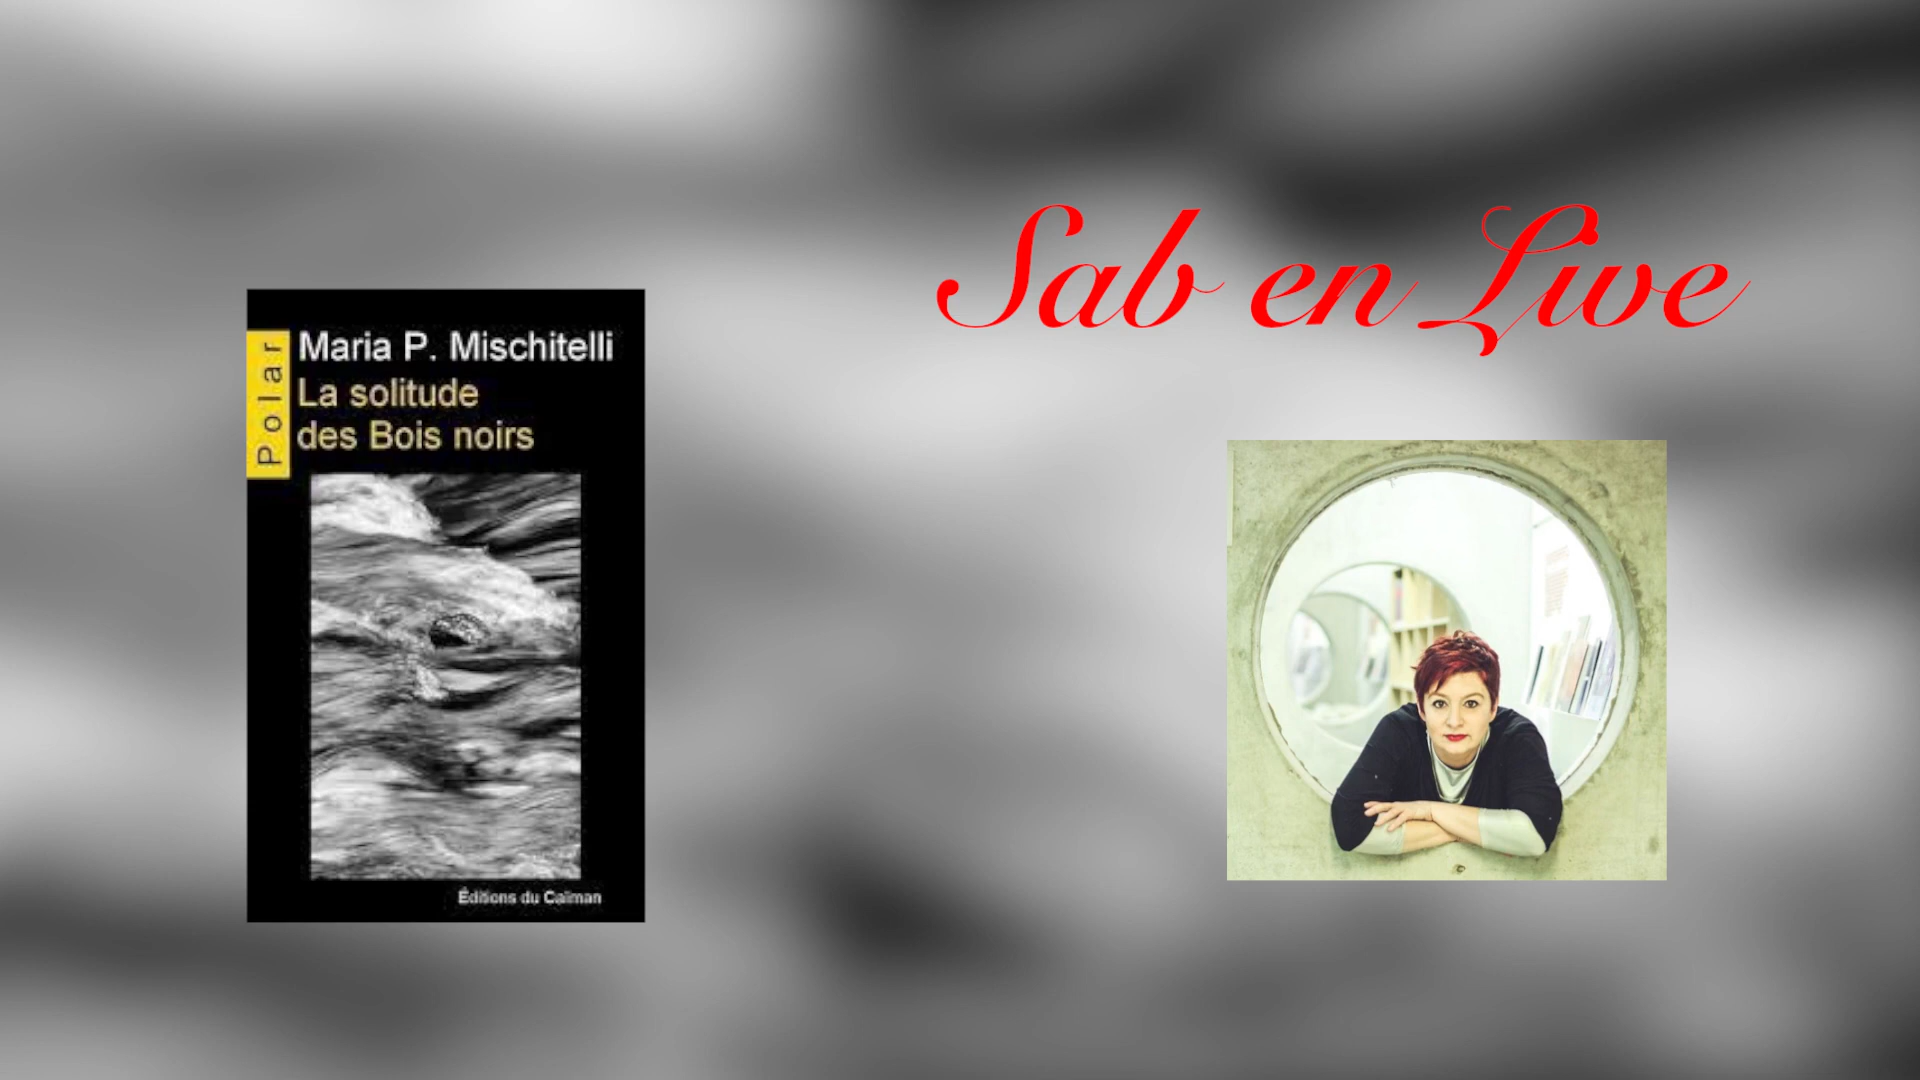 Sab en Live
Polar
Maria P. Mischitelli
La solitude
des Bois noirs
Éditions du Caïman